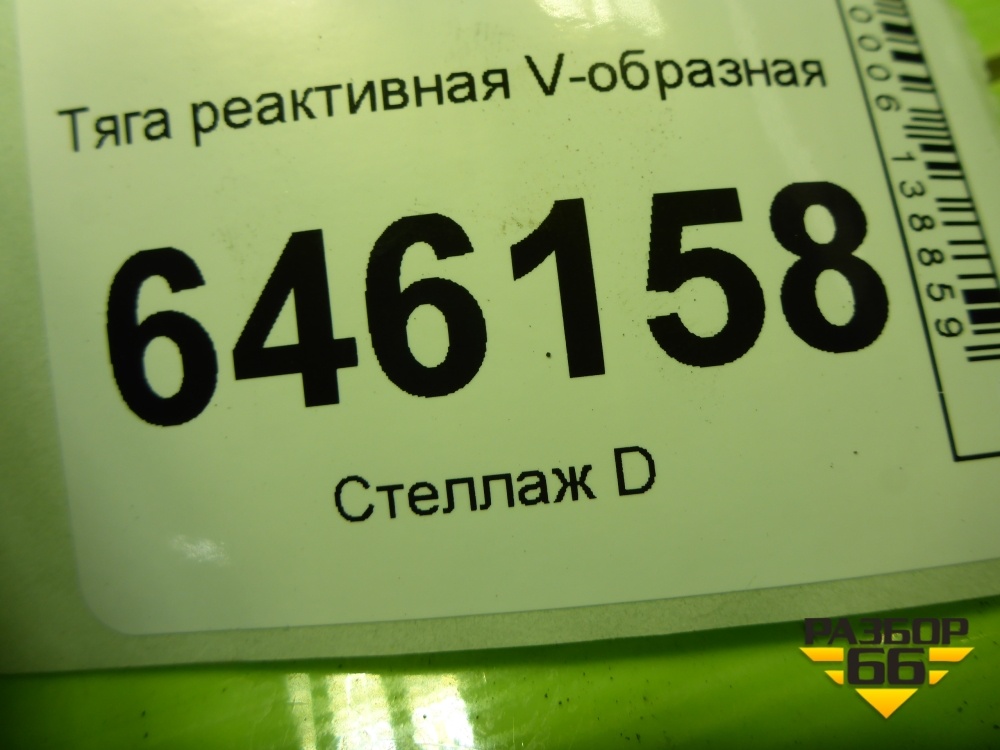 Тяга реактивная V-образная
646158
Стеллаж D
0006138859
РАЗБОР
66